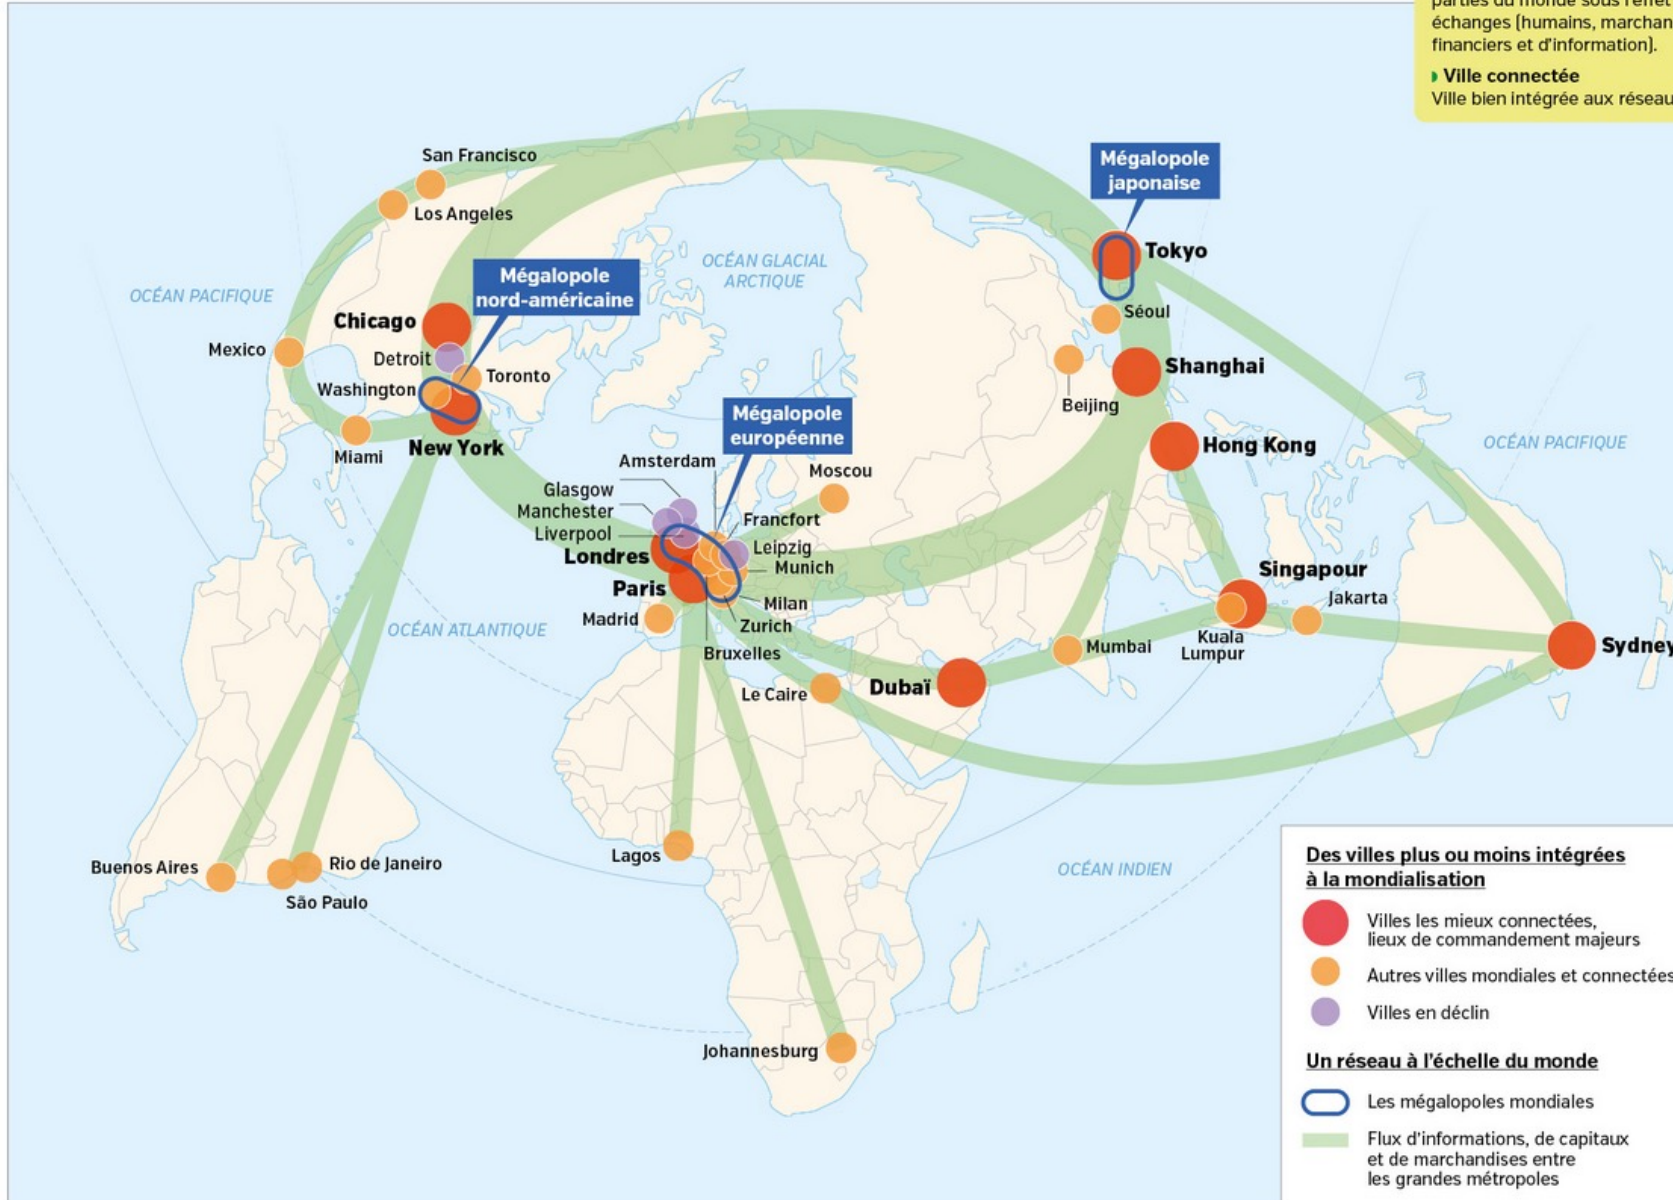 parties du monde sous l'effet
échanges (humains, marchan
financiers et d'information).
Ville connectée
Ville bien intégrée aux réseau
San Francisco
Los Angeles
Mégalopole
japonaise
Tokyo
OCÉAN GLACIAL
ARCTIQUE
OCÉAN PACIFIQUE
Mégalopole
nord-américaine
Séoul
Chicago
Mexico
Detroit
Toronto
Washington
Shanghai
Beijing
New York
Miami
Mégalopole
européenne
Hong Kong
OCÉAN PACIFIQUE
Amsterdam
Moscou
Glasgow
Manchester
Francfort
Liverpool
Leipzig
Londres
Munich
Paris
Singapour
Milan
Jakarta
Madrid
Zurich
OCÉAN ATLANTIQUE
Kuala
Lumpur
Mumbai
Sydney
Bruxelles
Dubaï
Le Caire
Lagos
Buenos Aires
Rio de Janeiro
São Paulo
OCÉAN INDIEN
Johannesburg
Des villes plus ou moins intégrées
à la mondialisation
Villes les mieux connectées,
lieux de commandement majeurs
Autres villes mondiales et connectées
Villes en déclin
Un réseau à l'échelle du monde
Les mégalopoles mondiales
Flux d'informations, de capitaux
et de marchandises entre
les grandes métropoles